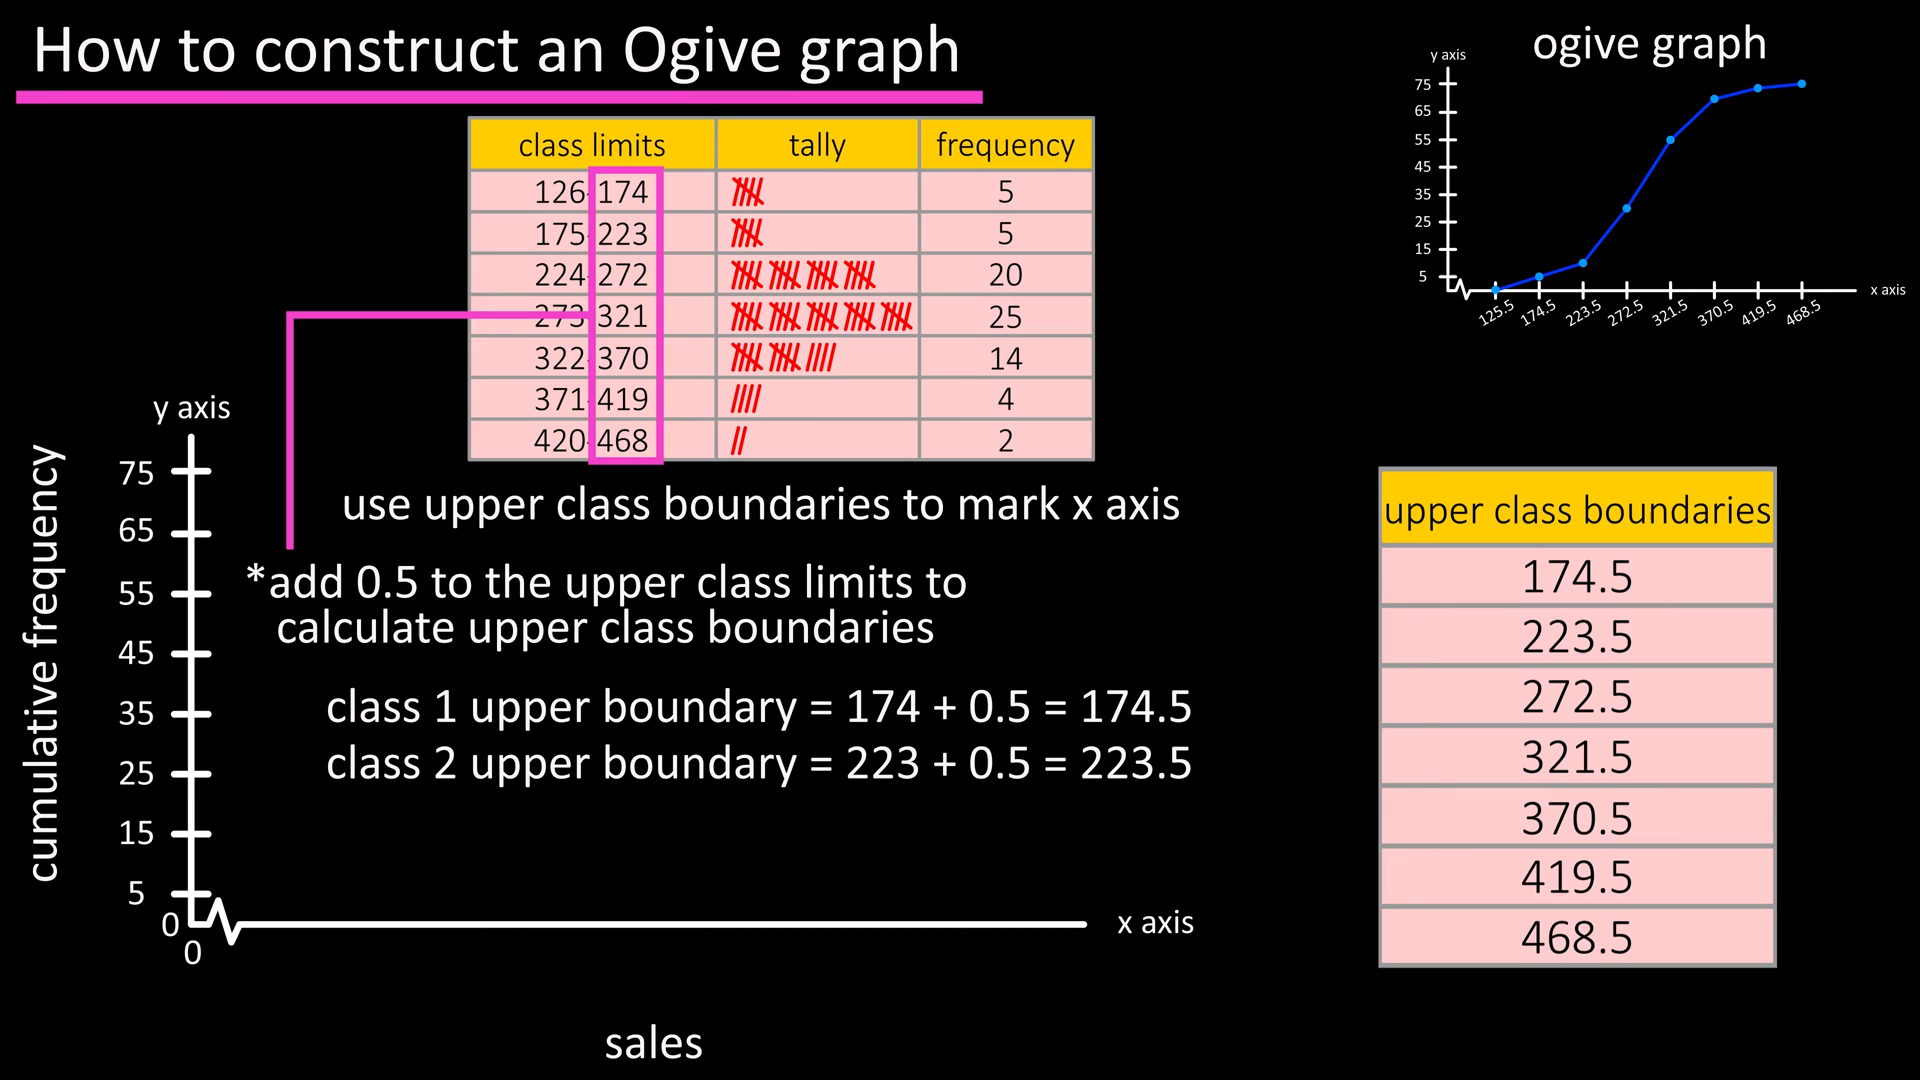 How to construct an Ogive graph
ogive graph
y axis
75
65
55
45
35
25
15
5
x axis
125.5 174.5 223.5 272.5 321.5 370.5 419.5 468.5
class limits tally frequency
126-174 5
175-223 5
224-272 20
273-321 25
322-370 14
371-419 4
420-468 2
use upper class boundaries to mark x axis
*add 0.5 to the upper class limits to
calculate upper class boundaries
class 1 upper boundary = 174 + 0.5 = 174.5
class 2 upper boundary = 223 + 0.5 = 223.5
y axis
cumulative frequency
75
65
55
45
35
25
15
5
0
0
x axis
sales
upper class boundaries
174.5
223.5
272.5
321.5
370.5
419.5
468.5